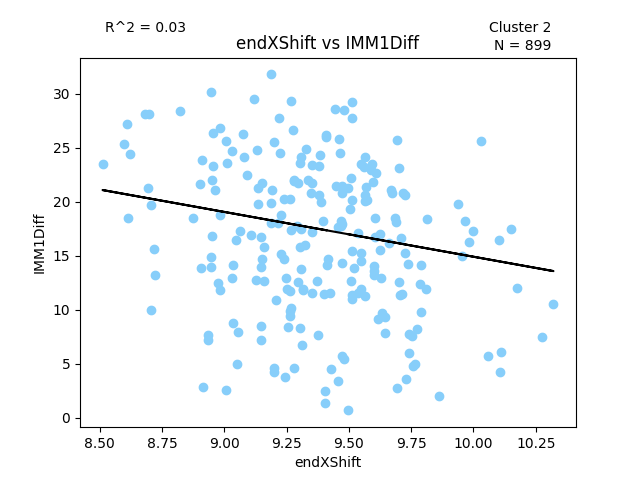 R^2 = 0.03
Cluster 2
N = 899
endXShift vs IMM1Diff
IMM1Diff
30
25
20
15
10
5
0
8.50 8.75 9.00 9.25 9.50 9.75 10.00 10.25
endXShift